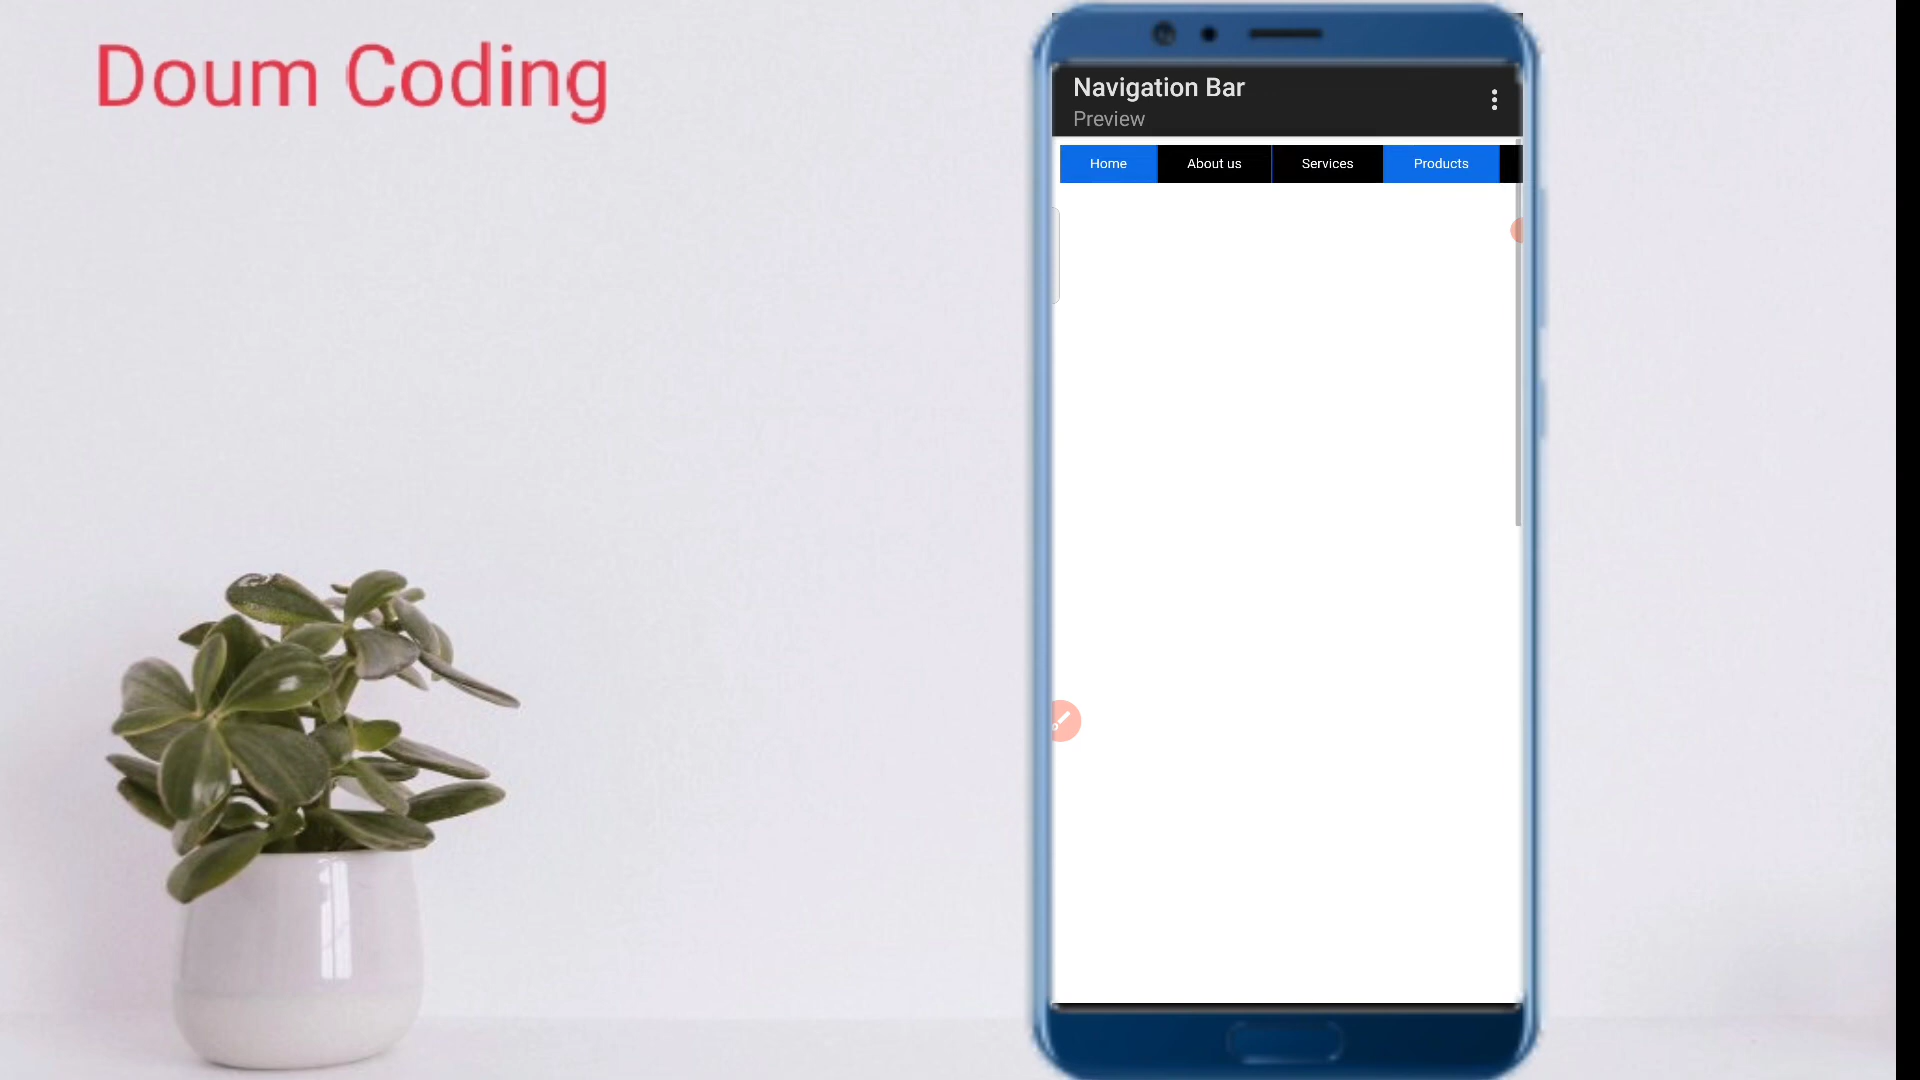 Doum Coding
Navigation Bar
Preview
Home About us Services Products